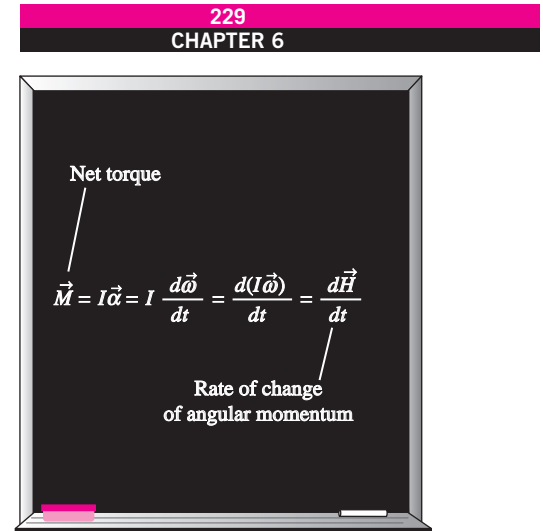 229
CHAPTER 6
Net torque
M⃗ = Iα⃗ = I dω⃗/dt = d(Iω⃗)/dt = dH⃗/dt
Rate of change
of angular momentum